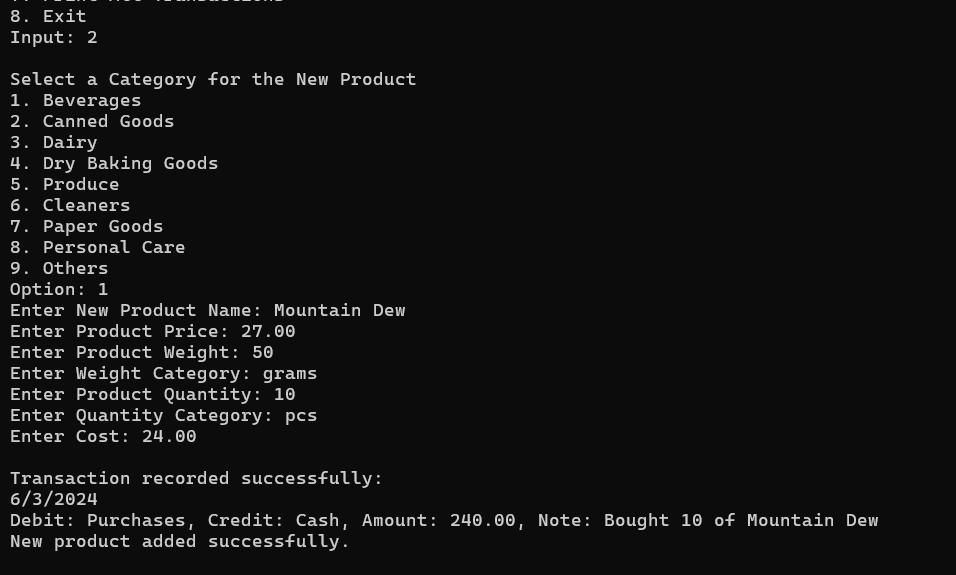 8. Exit
Input: 2
Select a Category for the New Product
1. Beverages
2. Canned Goods
3. Dairy
4. Dry Baking Goods
5. Produce
6. Cleaners
7. Paper Goods
8. Personal Care
9. Others
Option: 1
Enter New Product Name: Mountain Dew
Enter Product Price: 27.00
Enter Product Weight: 50
Enter Weight Category: grams
Enter Product Quantity: 10
Enter Quantity Category: pcs
Enter Cost: 24.00
Transaction recorded successfully:
6/3/2024
Debit: Purchases, Credit: Cash, Amount: 240.00, Note: Bought 10 of Mountain Dew
New product added successfully.